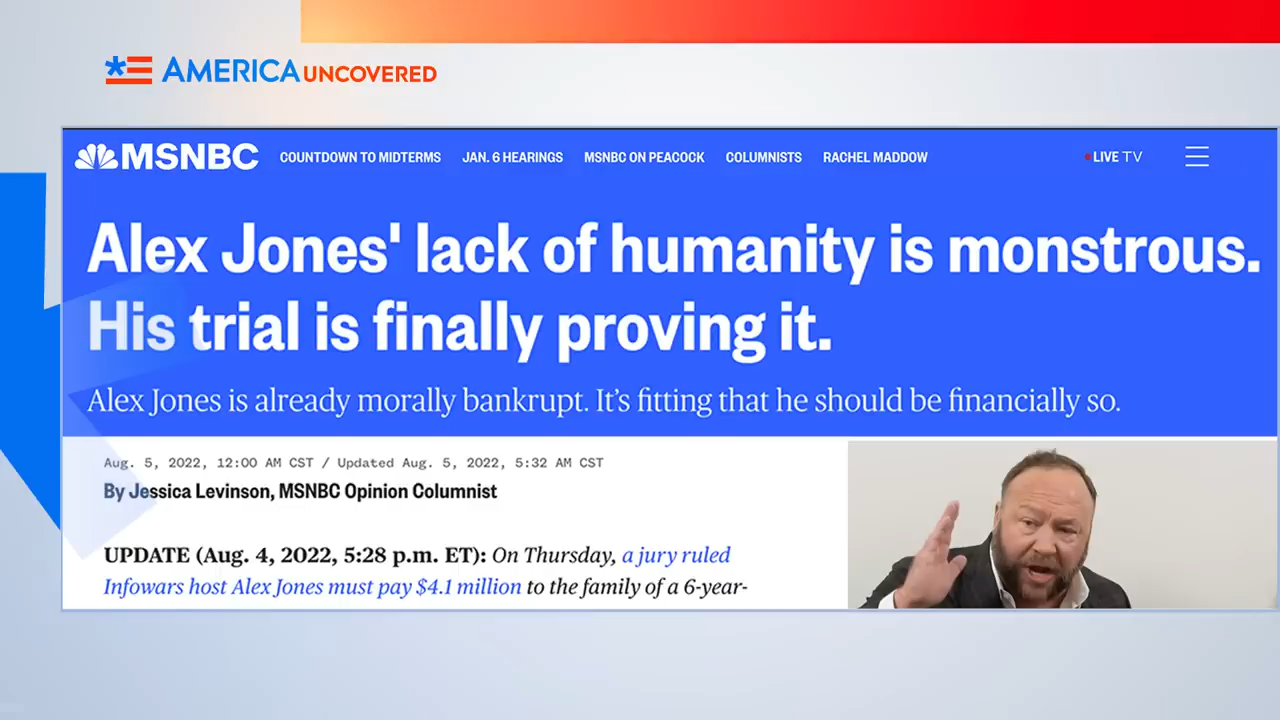 AMERICA UNCOVERED
MSNBC COUNTDOWN TO MIDTERMS JAN. 6 HEARINGS MSNBC ON PEACOCK COLUMNISTS RACHEL MADDOW LIVE TV
Alex Jones' lack of humanity is monstrous.
His trial is finally proving it.
Alex Jones is already morally bankrupt. It's fitting that he should be financially so.
Aug. 5, 2022, 12:00 AM CST / Updated Aug. 5, 2022, 5:32 AM CST
By Jessica Levinson, MSNBC Opinion Columnist
UPDATE (Aug. 4, 2022, 5:28 p.m. ET): On Thursday, a jury ruled
Infowars host Alex Jones must pay $4.1 million to the family of a 6-year-